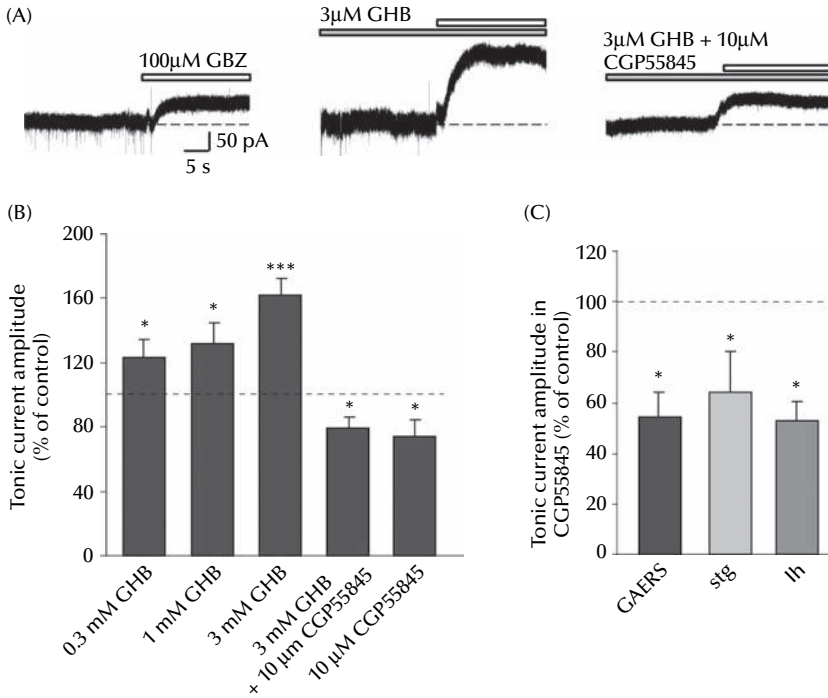 (A)
100μM GBZ
50 pA
5 s
3μM GHB
3μM GHB + 10μM
CGP55845
(B)
Tonic current amplitude
(% of control)
200
160
120
80
40
0
*
*
***
*
*
0.3 mM GHB
1 mM GHB
3 mM GHB
3 mM GHB
+ 10 μm CGP55845
10 μM CGP55845
(C)
Tonic current amplitude in
CGP55845 (% of control)
120
100
80
60
40
20
0
*
*
*
GAERS
stg
lh